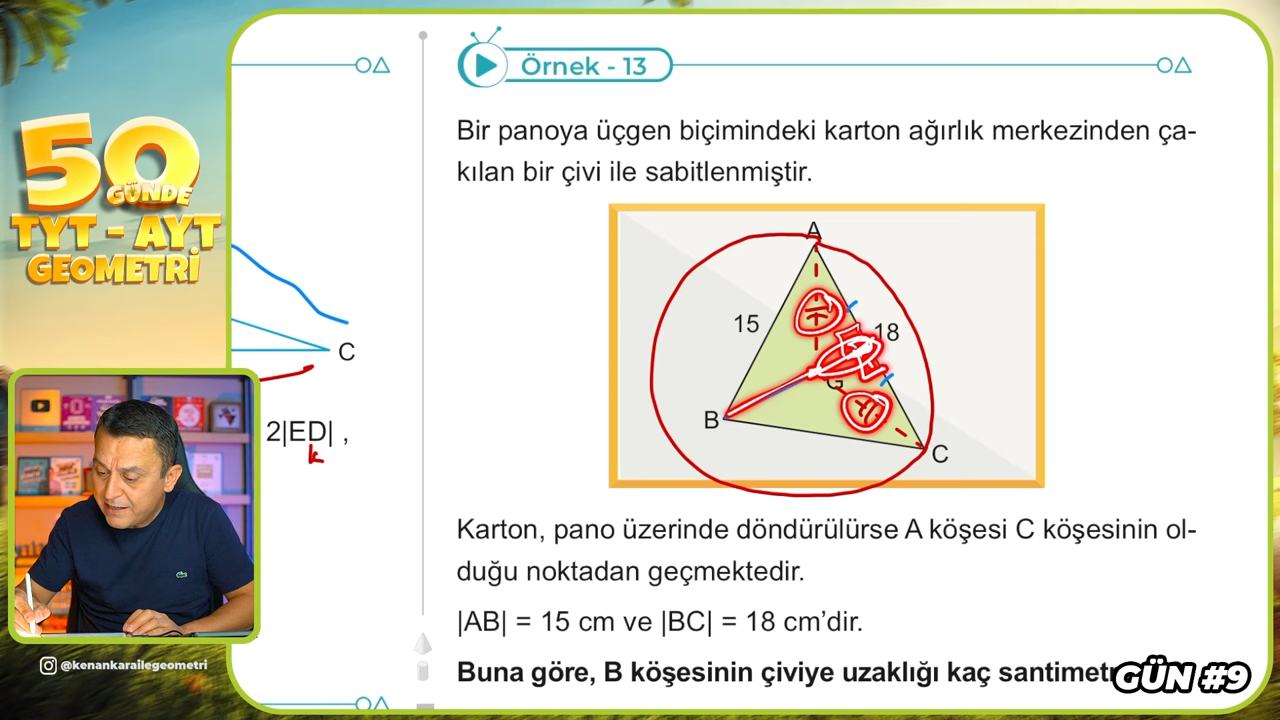 50
GÜNDE
TYT - AYT
GEOMETRİ
C
2|ED| ,
k
@kenankarailegeometri
Örnek - 13
Bir panoya üçgen biçimindeki karton ağırlık merkezinden ça-
kılan bir çivi ile sabitlenmiştir.
A
15
18
B
G
C
Karton, pano üzerinde döndürülürse A köşesi C köşesinin ol-
duğu noktadan geçmektedir.
|AB| = 15 cm ve |BC| = 18 cm’dir.
Buna göre, B köşesinin çiviye uzaklığı kaç santimetr
GÜN #9